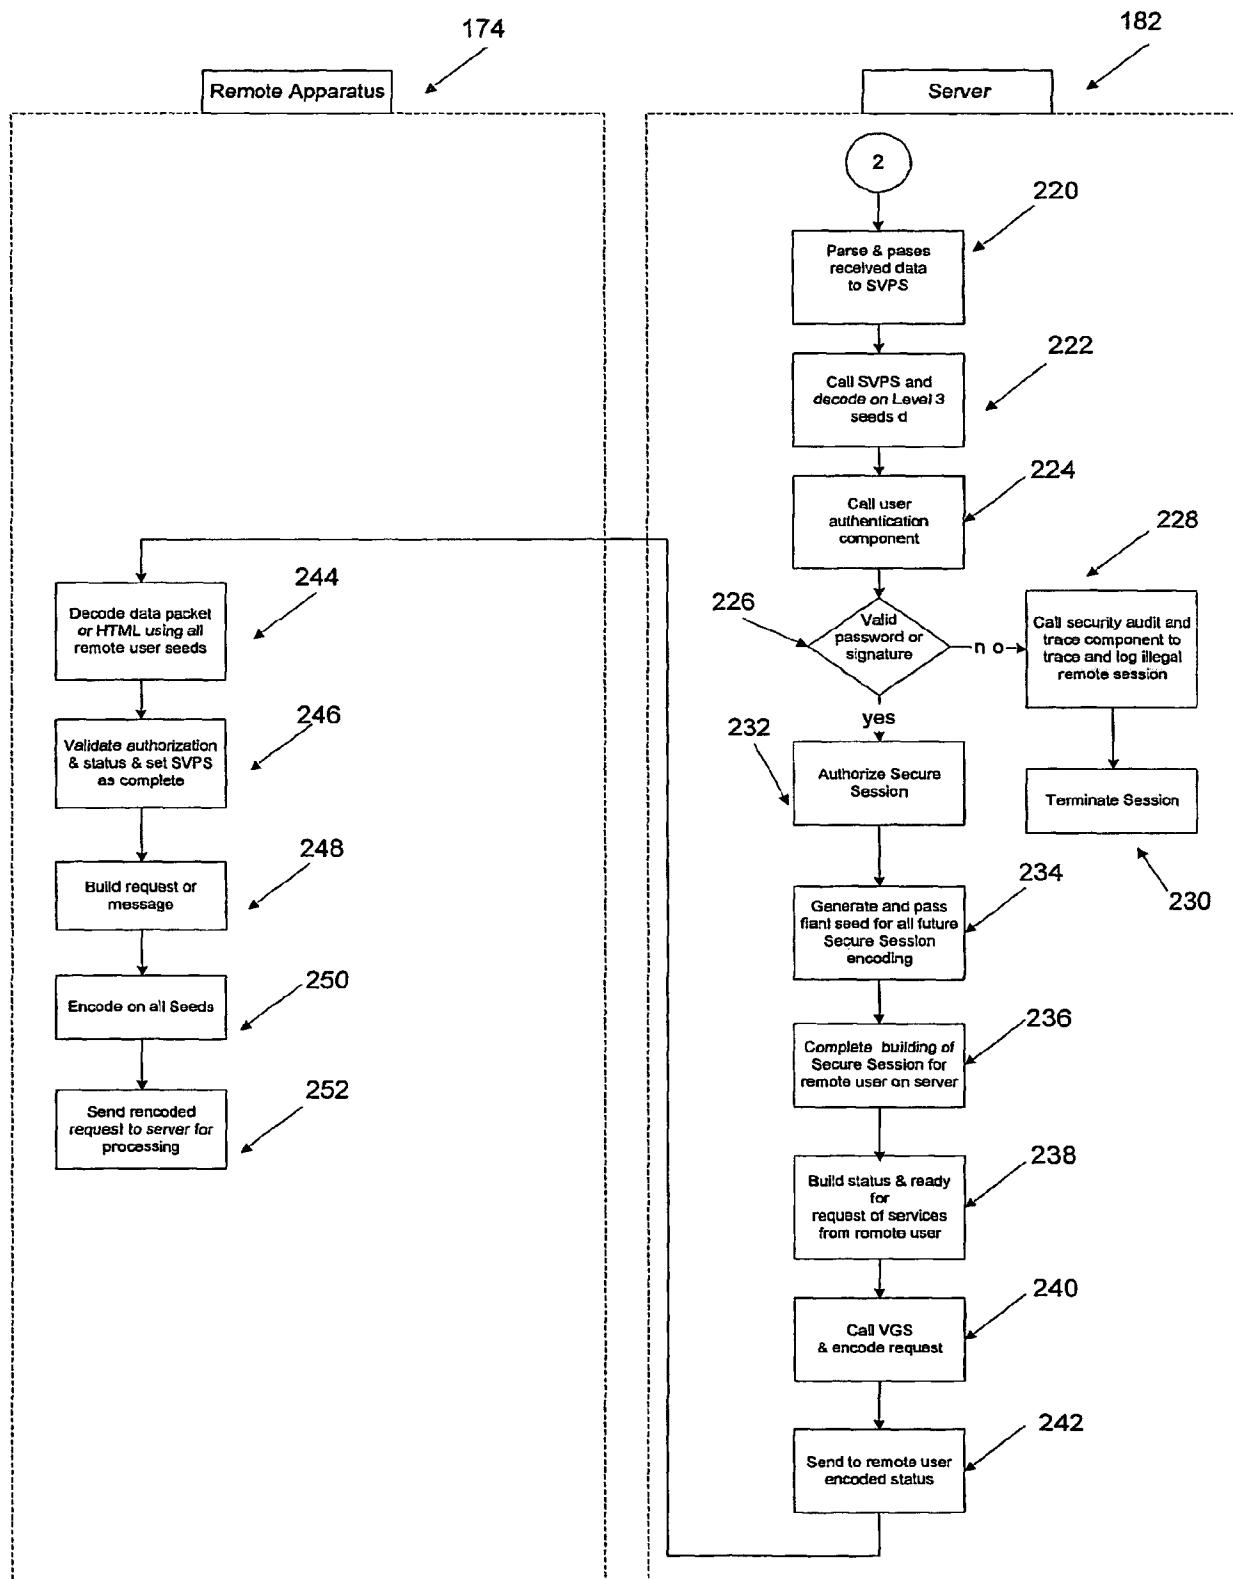 174
Remote Apparatus
182
Server
2
220
Parse & pases
received data
to SVPS
222
Call SVPS and
decode on Level 3
seeds d
224
Call user
authentication
component
226
Valid
password or
signature
n o
228
Call security audit and
trace component to
trace and log illegal
remote session
yes
232
Authorize Secure
Session
Terminate Session
230
234
Generate and pass
fiant seed for all future
Secure Session
encoding
236
Complete building of
Secure Session for
remote user on server
238
Build status & ready
for
request of services
from remote user
240
Call VGS
& encode request
242
Send to remote user
encoded status
244
Decode data packet
or HTML using all
remote user seeds
246
Validate authorization
& status & set SVPS
as complete
248
Build request or
message
250
Encode on all Seeds
252
Send rencoded
request to server for
processing